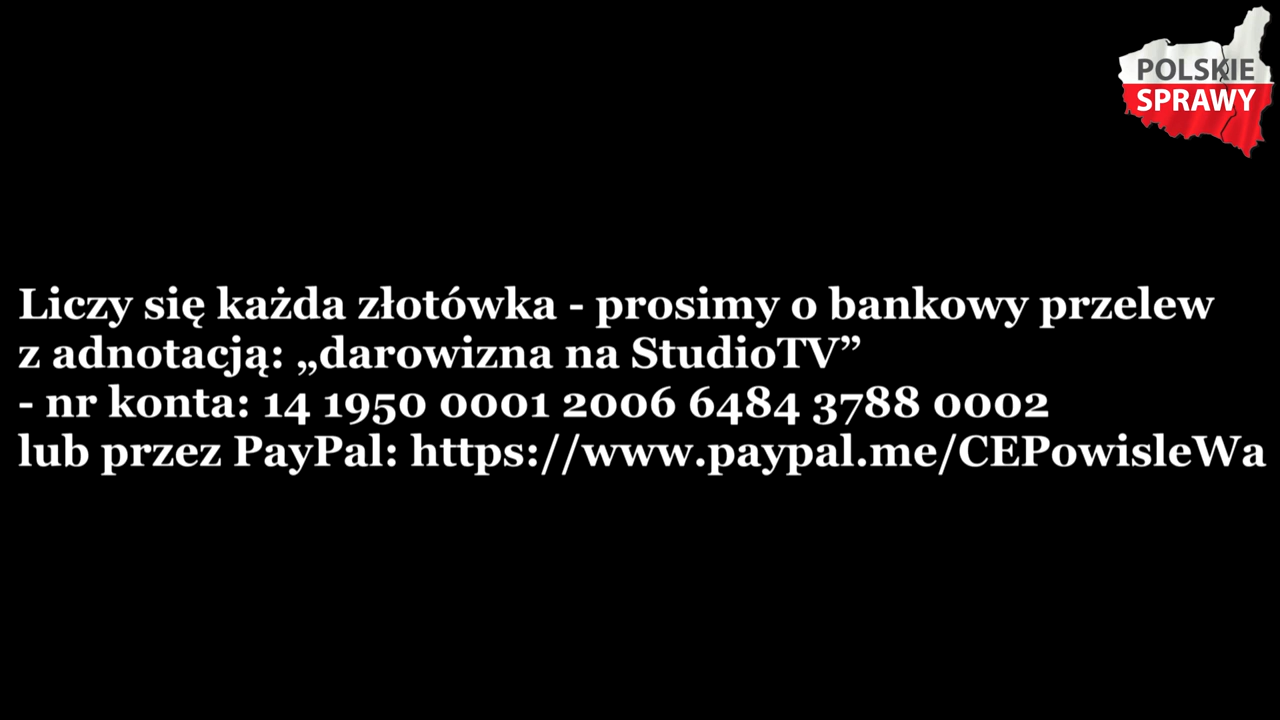 POLSKIE
SPRAWY
Liczy się każda złotówka - prosimy o bankowy przelew
z adnotacją: „darowizna na StudioTV”
- nr konta: 14 1950 0001 2006 6484 3788 0002
lub przez PayPal: https://www.paypal.me/CEPowisleWa